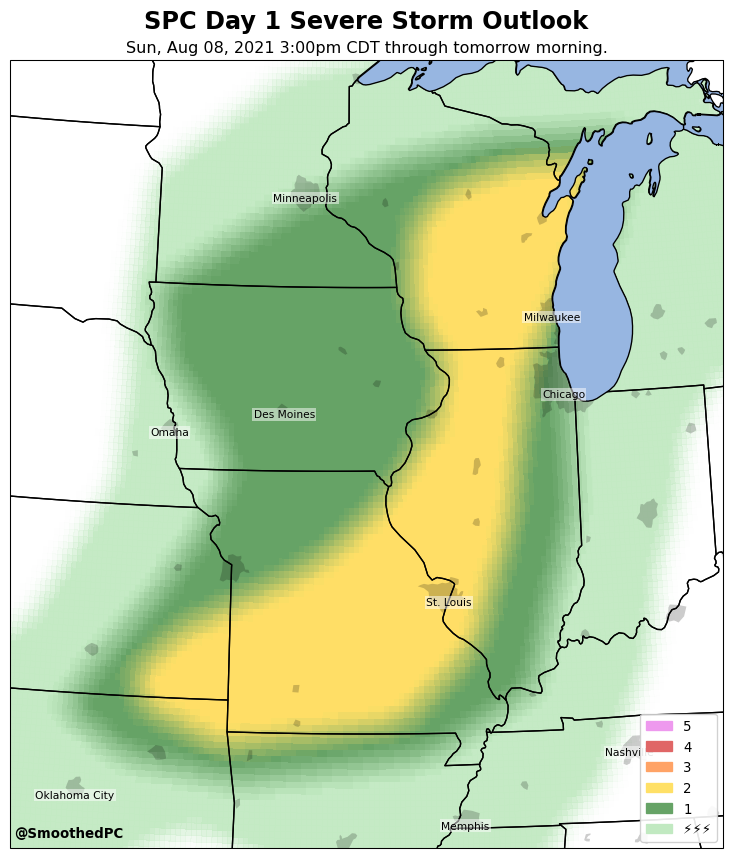 SPC Day 1 Severe Storm Outlook
Sun, Aug 08, 2021 3:00pm CDT through tomorrow morning.
Minneapolis
Milwaukee
Chicago
Des Moines
Omaha
St. Louis
5
4
3
Nashvi
2
Oklahoma City
1
Memphis
⚡⚡⚡
@SmoothedPC